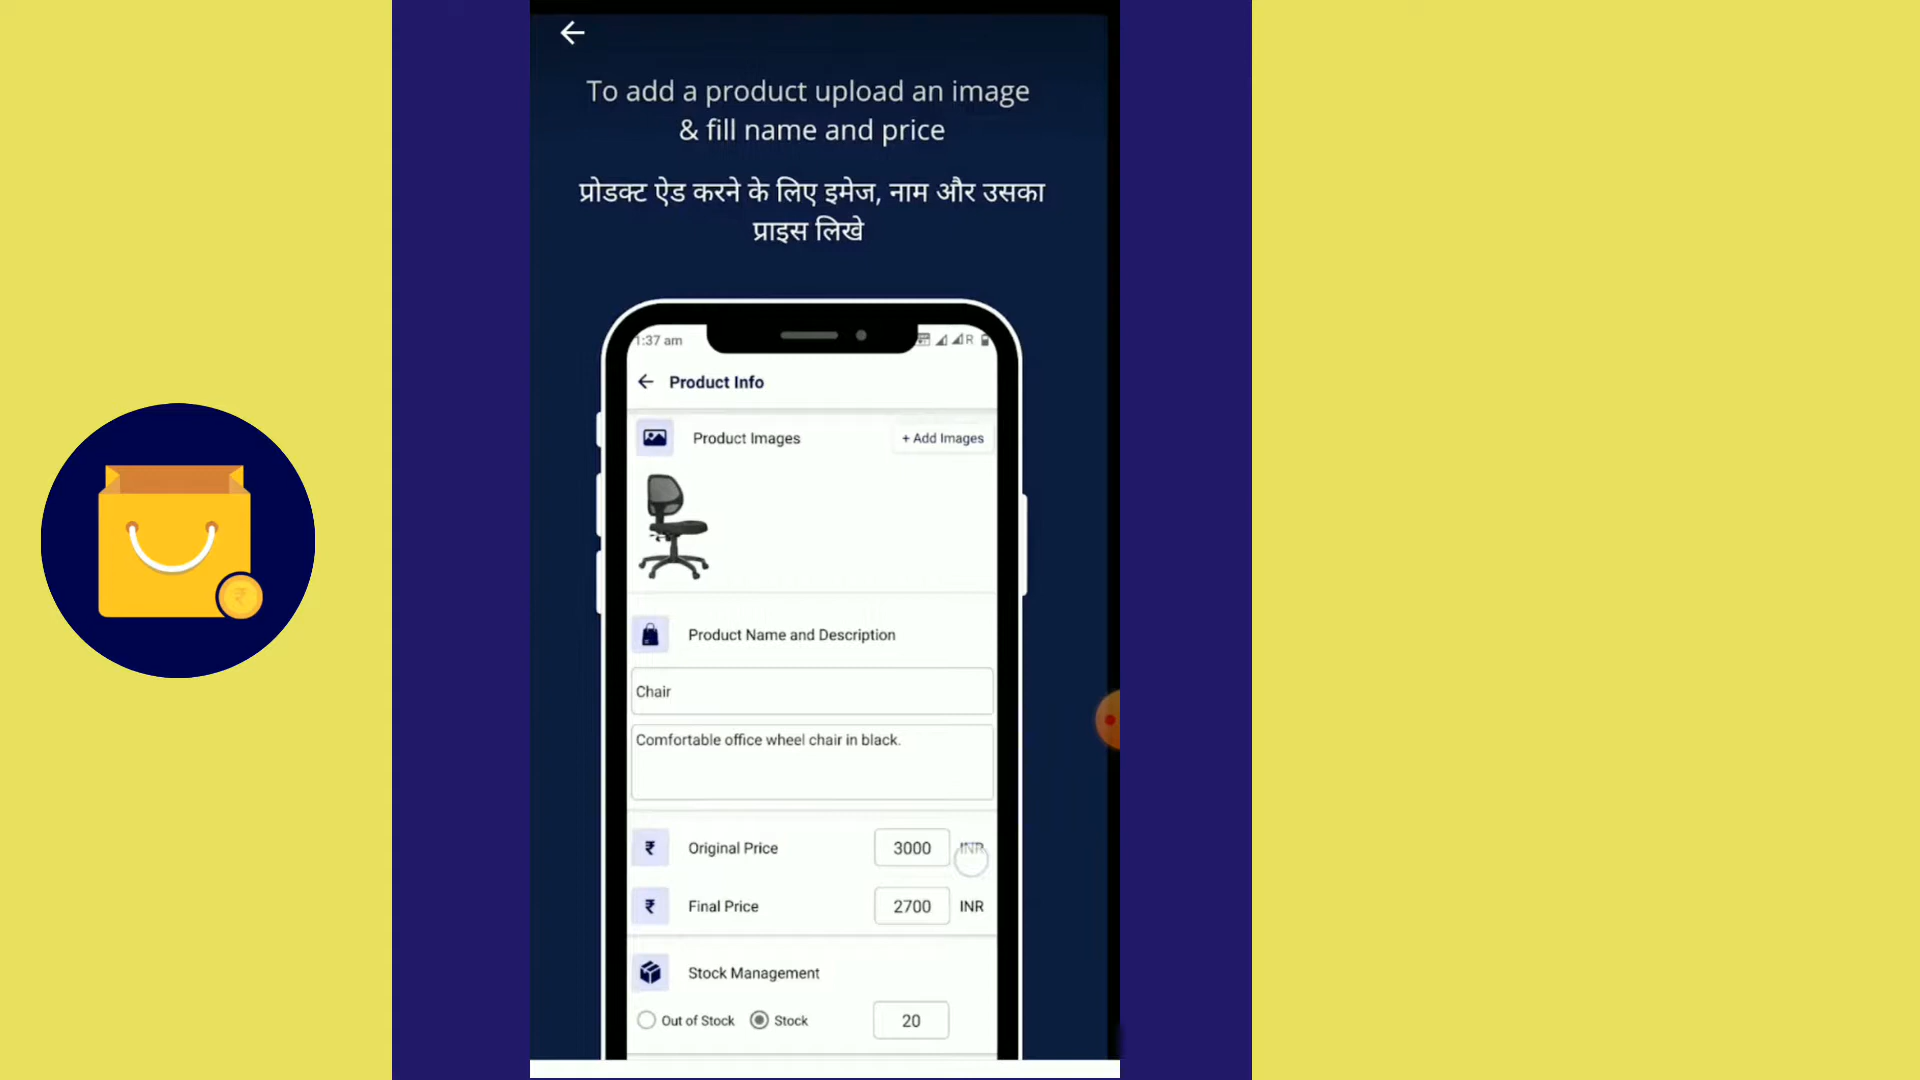 To add a product upload an image
& fill name and price
प्रोडक्ट ऐड करने के लिए इमेज, नाम और उसका
प्राइस लिखे
1:37 am
R
Product Info
Product Images
+ Add Images
Product Name and Description
Chair
Comfortable office wheel chair in black.
₹ Original Price 3000 INR
₹ Final Price 2700 INR
Stock Management
Out of Stock Stock 20
₹